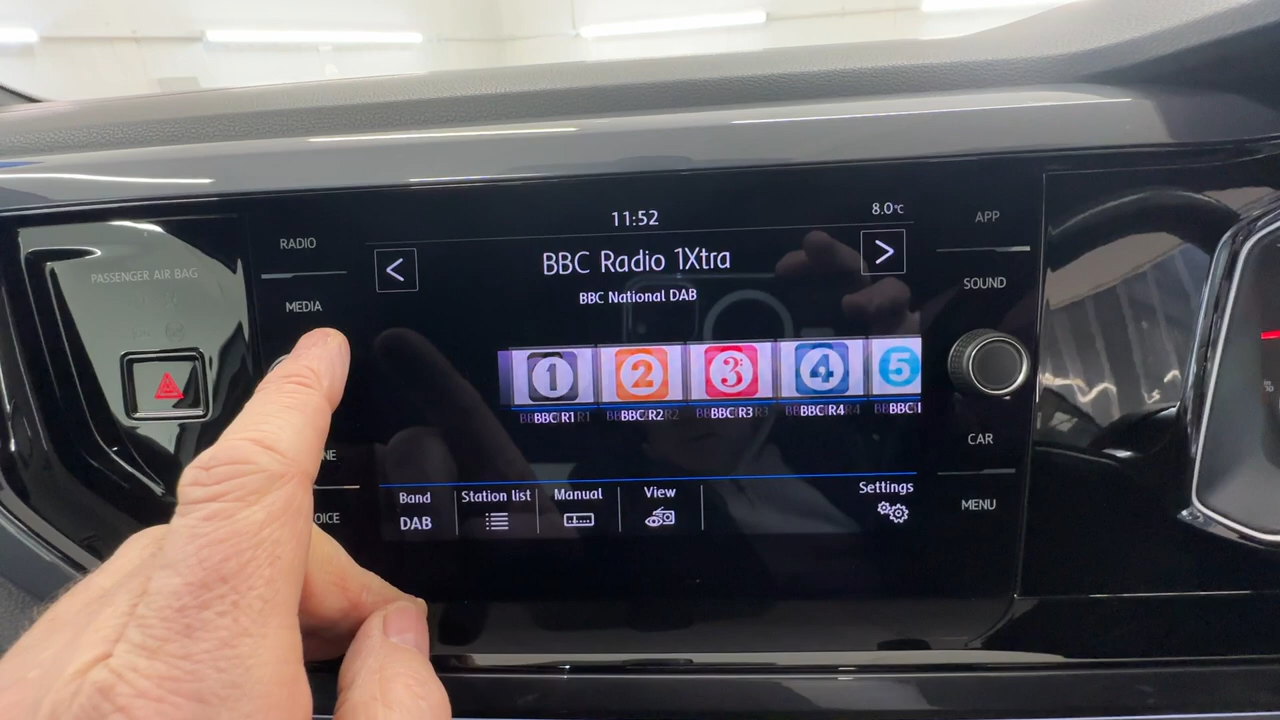 PASSENGER AIR BAG
RADIO
MEDIA
NE
OICE
11:52
8.0°C
<
BBC Radio 1Xtra
>
BBC National DAB
1
2
3
4
5
BBC R1
BBC R2
BBC R3
BBC R4
BBC
Band
DAB
Station list
Manual
View
Settings
APP
SOUND
CAR
MENU